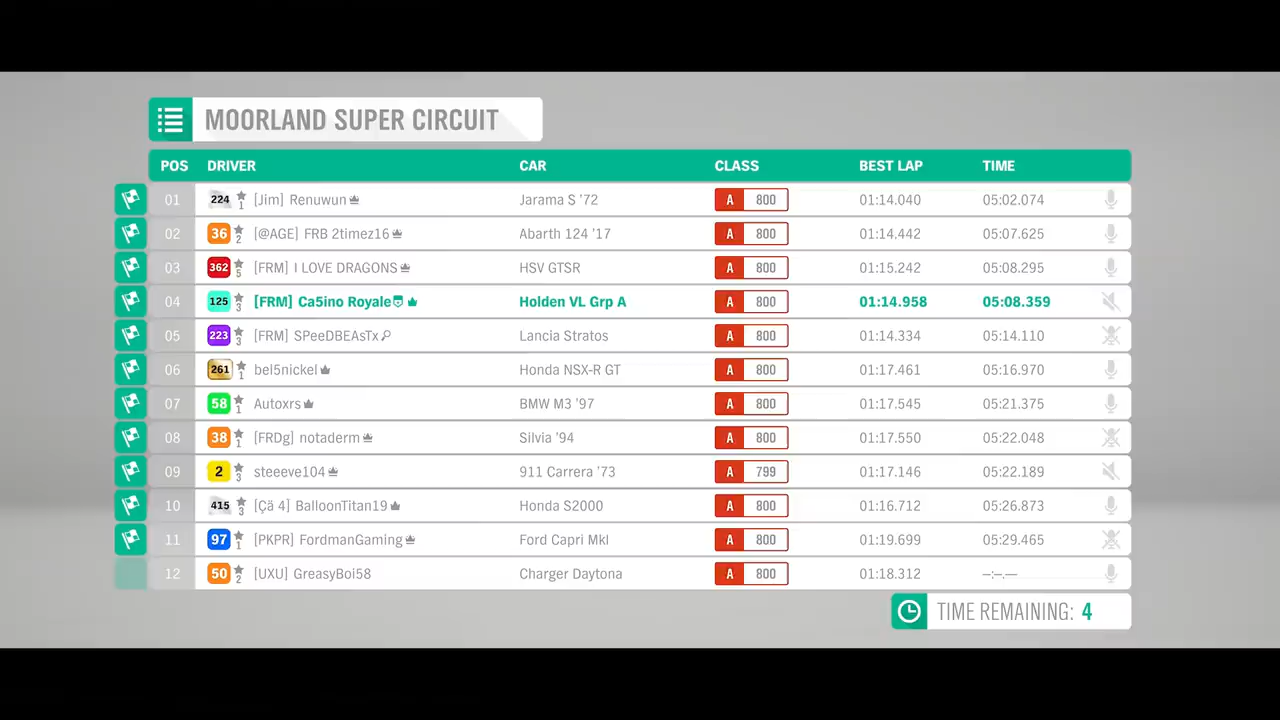 MOORLAND SUPER CIRCUIT
POS DRIVER CAR CLASS BEST LAP TIME
01 224 1 [Jim] Renuwun Jarama S '72 A 800 01:14.040 05:02.074
02 36 2 [@AGE] FRB 2timez16 Abarth 124 '17 A 800 01:14.442 05:07.625
03 362 5 [FRM] I LOVE DRAGONS HSV GTSR A 800 01:15.242 05:08.295
04 125 3 [FRM] Ca5ino Royale Holden VL Grp A A 800 01:14.958 05:08.359
05 223 3 [FRM] SPeeDBEAsTx Lancia Stratos A 800 01:14.334 05:14.110
06 261 1 bel5nickel Honda NSX-R GT A 800 01:17.461 05:16.970
07 58 1 Autoxrs BMW M3 '97 A 800 01:17.545 05:21.375
08 38 1 [FRDg] notaderm Silvia '94 A 800 01:17.550 05:22.048
09 2 3 steeeve104 911 Carrera '73 A 799 01:17.146 05:22.189
10 415 3 [Çä 4] BalloonTitan19 Honda S2000 A 800 01:16.712 05:26.873
11 97 1 [PKPR] FordmanGaming Ford Capri MkI A 800 01:19.699 05:29.465
12 50 2 [UXU] GreasyBoi58 Charger Daytona A 800 01:18.312 —:—.—
TIME REMAINING: 4